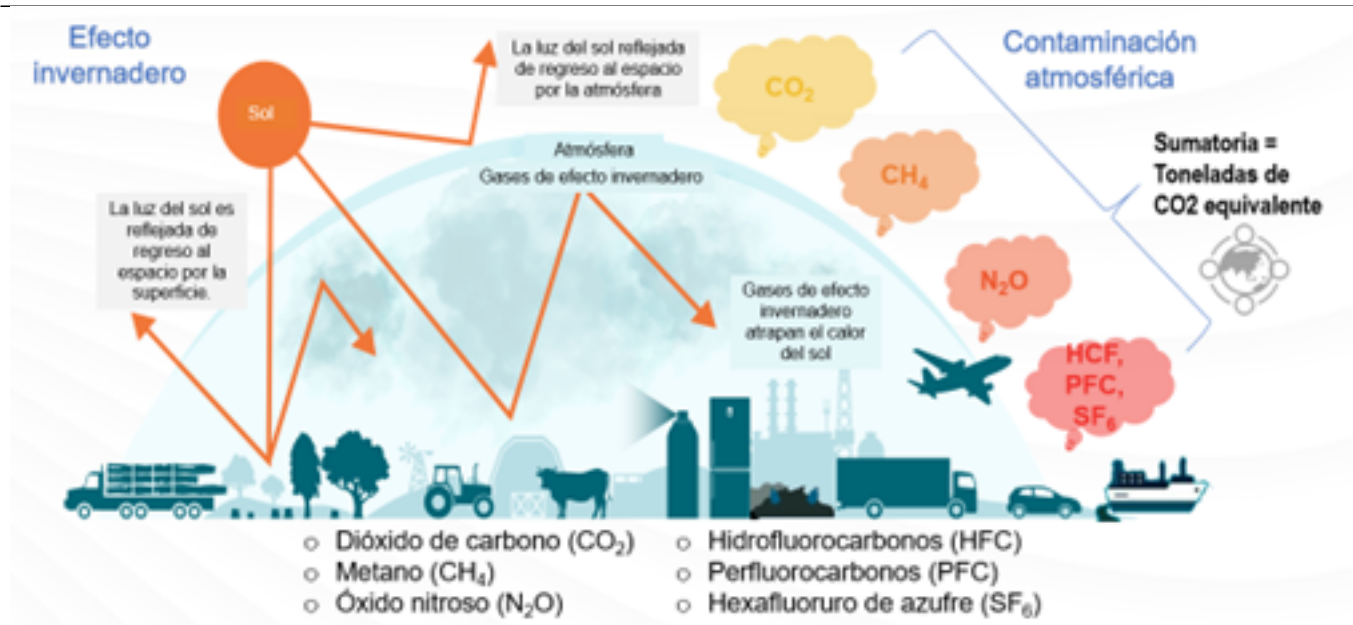 Efecto
invernadero
Sol
La luz del sol reflejada
de regreso al espacio
por la atmósfera
Atmósfera
Gases de efecto invernadero
La luz del sol es
reflejada de
regreso al
espacio por la
superficie.
Gases de efecto
invernadero
atrapan el calor
del sol
CO₂
CH₄
N₂O
HCF,
PFC,
SF₆
Contaminación
atmosférica
Sumatoria =
Toneladas de
CO2 equivalente
○ Dióxido de carbono (CO₂)
○ Metano (CH₄)
○ Óxido nitroso (N₂O)
○ Hidrofluorocarbonos (HFC)
○ Perfluorocarbonos (PFC)
○ Hexafluoruro de azufre (SF₆)